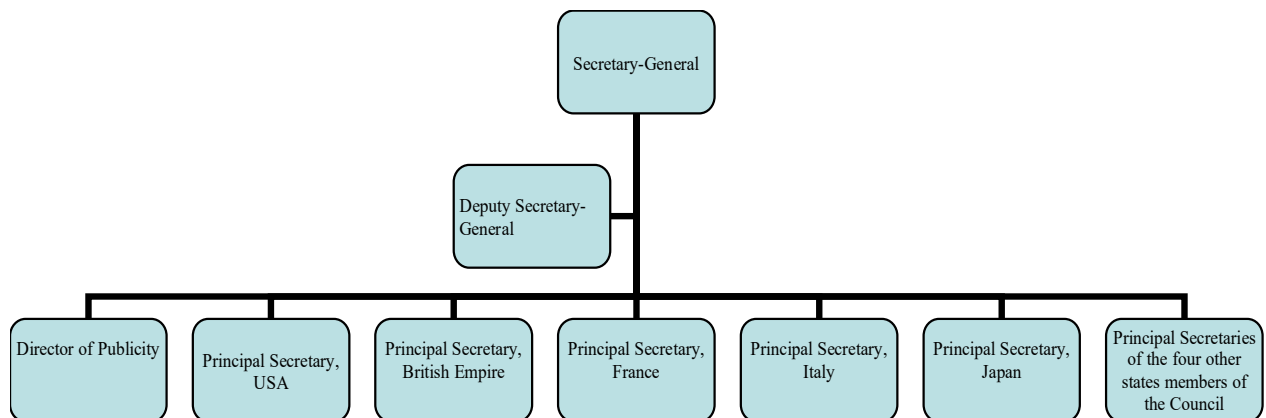 Secretary-General
Deputy Secretary-
General
Director of Publicity
Principal Secretary,
USA
Principal Secretary,
British Empire
Principal Secretary,
France
Principal Secretary,
Italy
Principal Secretary,
Japan
Principal Secretaries
of the four other
states members of
the Council